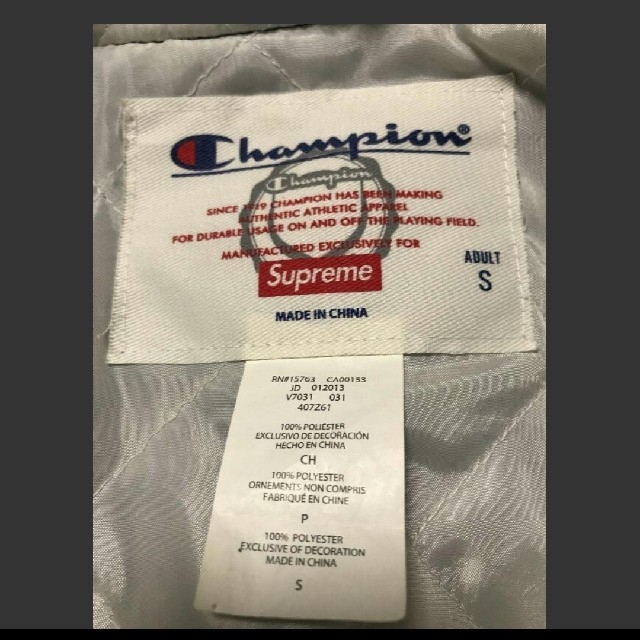 Champion®
Champion
SINCE 1919 CHAMPION HAS BEEN MAKING
AUTHENTIC ATHLETIC APPAREL
FOR DURABLE USAGE ON AND OFF THE PLAYING FIELD.
MANUFACTURED EXCLUSIVELY FOR
Supreme
ADULT
S
MADE IN CHINA
RN#15763 CA00153
JD 012013
V7031 031
407Z61
100% POLIÉSTER
EXCLUSIVO DE DECORACIÓN
HECHO EN CHINA
CH
100% POLYESTER
ORNEMENTS NON COMPRIS
FABRIQUÉ EN CHINE
P
100% POLYESTER
EXCLUSIVE OF DECORATION
MADE IN CHINA
S